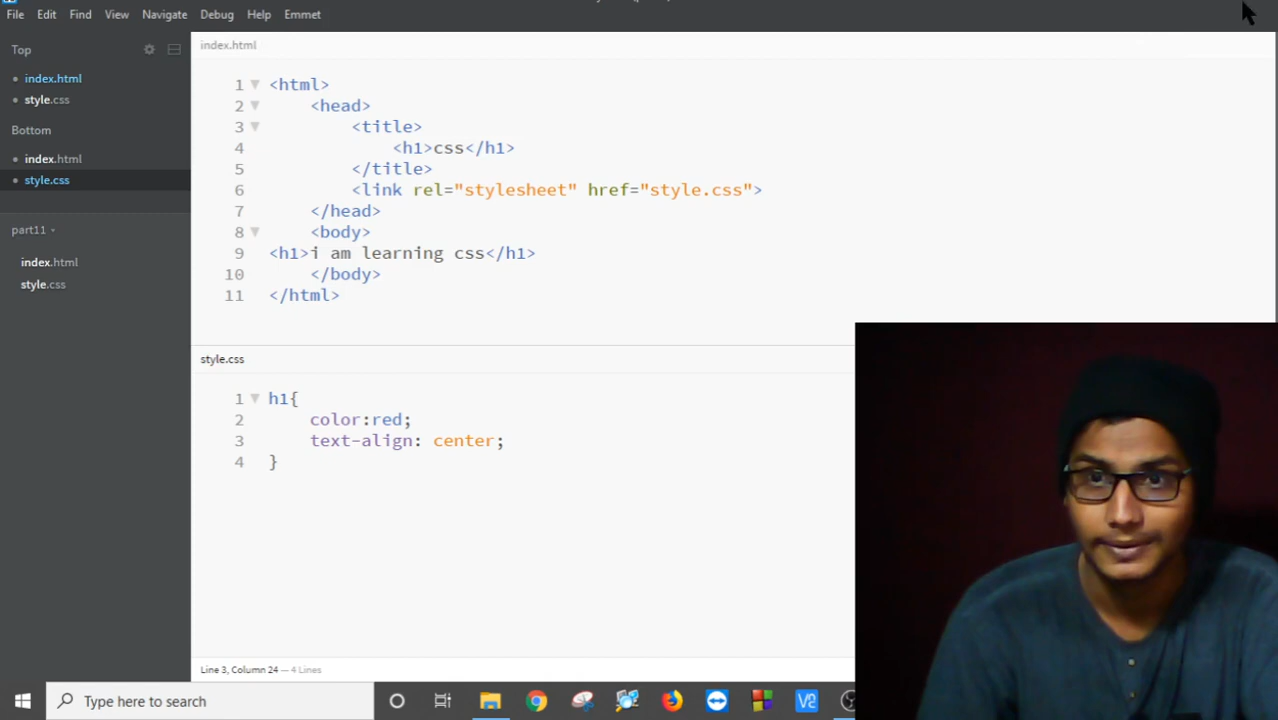 File Edit Find View Navigate Debug Help Emmet
Top
index.html
style.css
Bottom
index.html
style.css
part11
index.html
style.css
index.html
1 <html>
2 <head>
3 <title>
4 <h1>css</h1>
5 </title>
6 <link rel="stylesheet" href="style.css">
7 </head>
8 <body>
9 <h1>i am learning css</h1>
10 </body>
11 </html>
style.css
1 h1{
2 color:red;
3 text-align: center;
4 }
Line 3, Column 24 — 4 Lines
Type here to search